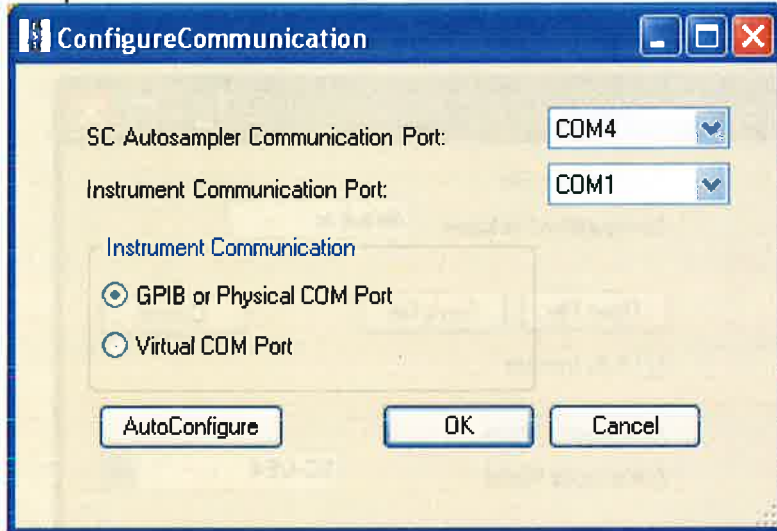 ConfigureCommunication
SC Autosampler Communication Port:
COM4
Instrument Communication Port:
COM1
Instrument Communication
GPIB or Physical COM Port
Virtual COM Port
AutoConfigure
OK
Cancel